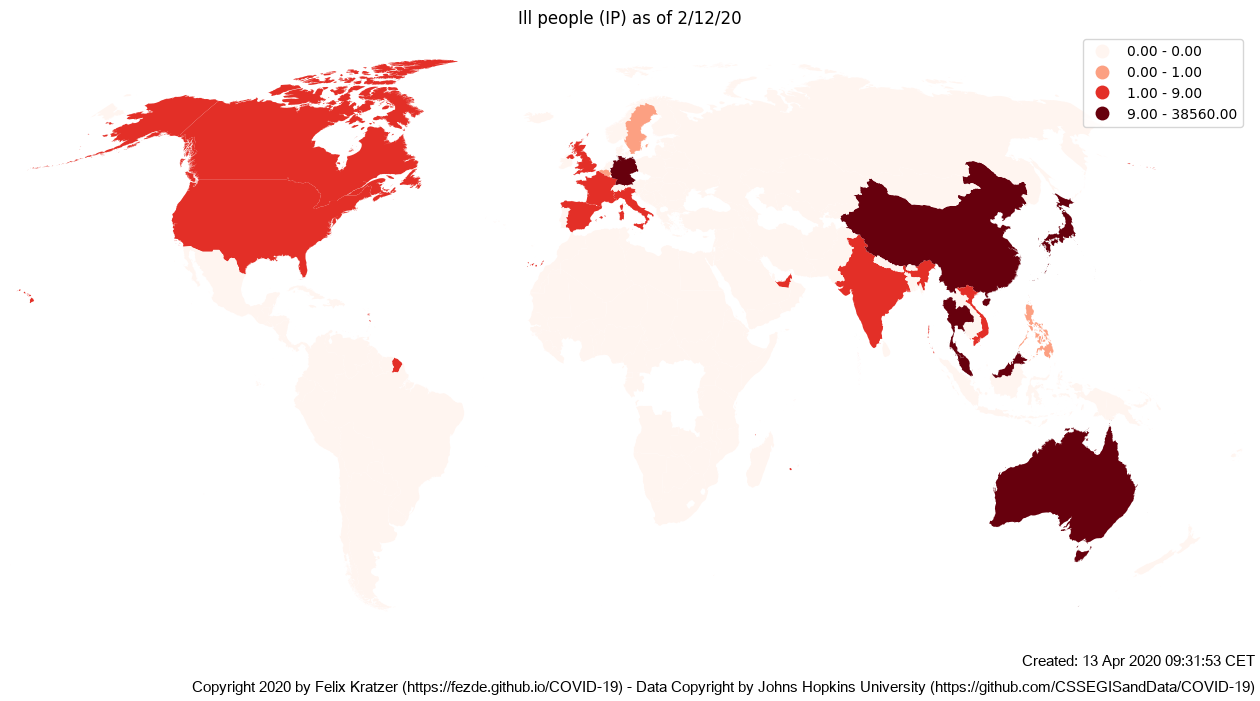 Ill people (IP) as of 2/12/20
0.00 - 0.00
0.00 - 1.00
1.00 - 9.00
9.00 - 38560.00
Created: 13 Apr 2020 09:31:53 CET
Copyright 2020 by Felix Kratzer (https://fezde.github.io/COVID-19) - Data Copyright by Johns Hopkins University (https://github.com/CSSEGISandData/COVID-19)